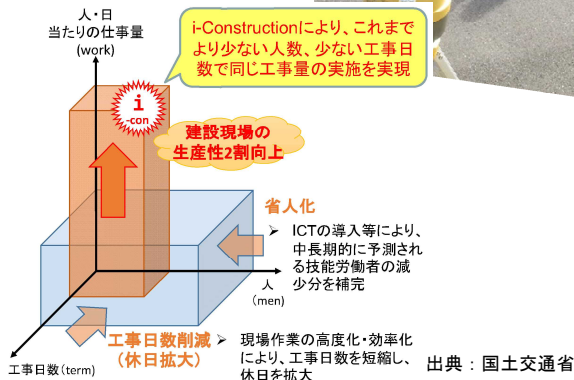 人・日
当たりの仕事量
(work)
i-Constructionにより、これまで
より少ない人数、少ない工事日
数で同じ工事量の実施を実現
i
-con
建設現場の
生産性2割向上
省人化
➢ ICTの導入等により、
中長期的に予測され
る技能労働者の減
少分を補完
人
(men)
工事日数削減
(休日拡大)
➢ 現場作業の高度化・効率化
により、工事日数を短縮し、
休日を拡大
工事日数(term)
出典：国土交通省